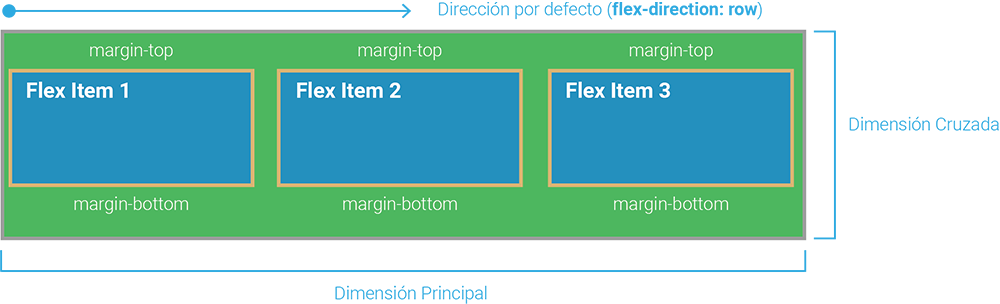 Dirección por defecto (flex-direction: row)
margin-top margin-top margin-top
Flex Item 1 Flex Item 2 Flex Item 3
Dimensión Cruzada
margin-bottom margin-bottom margin-bottom
Dimensión Principal